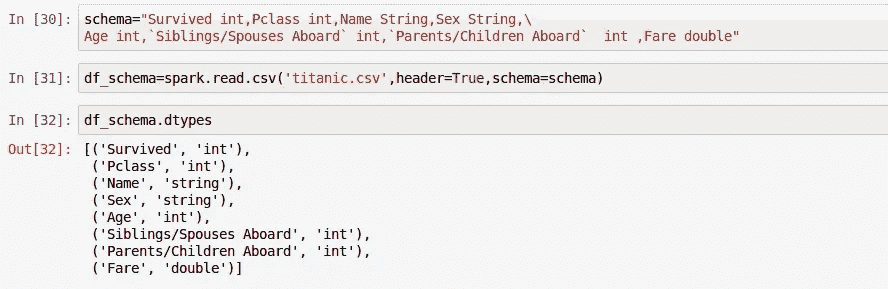 In [30]: schema="Survived int,Pclass int,Name String,Sex String,\
Age int,`Siblings/Spouses Aboard` int,`Parents/Children Aboard`  int ,Fare double"
In [31]: df_schema=spark.read.csv('titanic.csv',header=True,schema=schema)
In [32]: df_schema.dtypes
Out[32]: [('Survived', 'int'),
('Pclass', 'int'),
('Name', 'string'),
('Sex', 'string'),
('Age', 'int'),
('Siblings/Spouses Aboard', 'int'),
('Parents/Children Aboard', 'int'),
('Fare', 'double')]